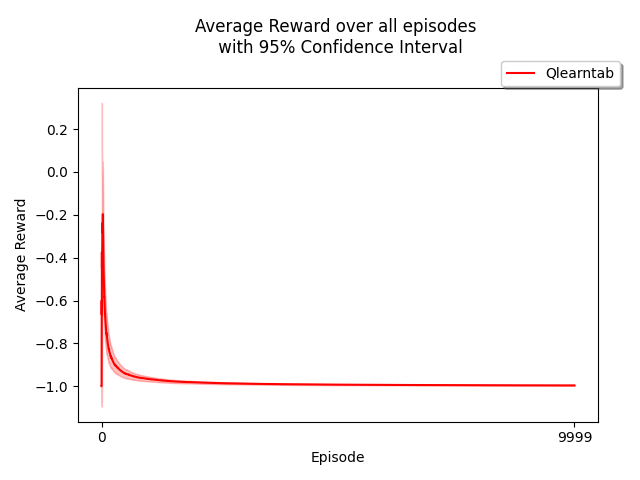 Average Reward over all episodes
with 95% Confidence Interval
Qlearntab
0.2
0.0
−0.2
−0.4
−0.6
−0.8
−1.0
Average Reward
0
9999
Episode